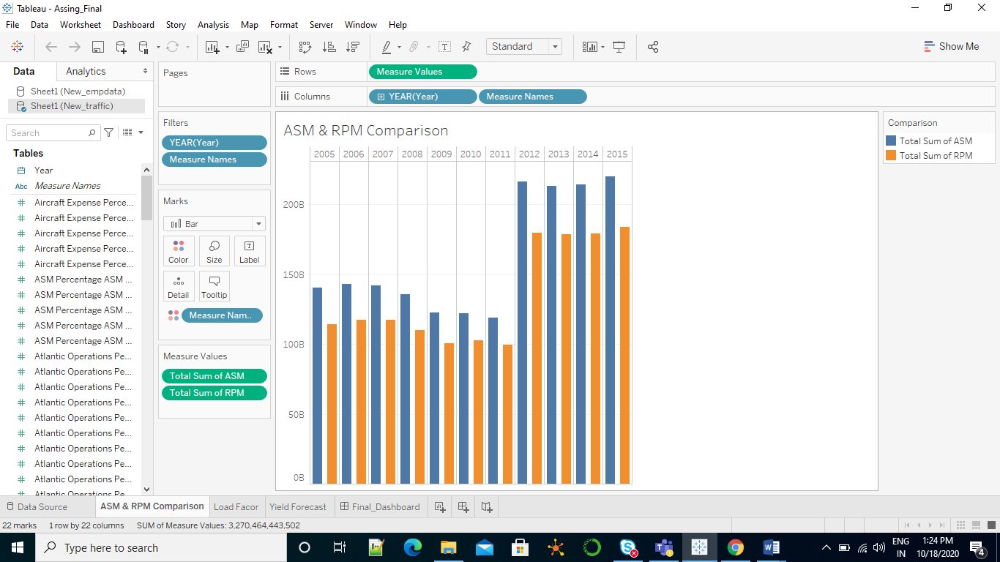 Tableau - Assing_Final
File Data Worksheet Dashboard Story Analysis Map Format Server Window Help
Standard
Show Me
Data Analytics
Sheet1 (New_empdata)
Sheet1 (New_traffic)
Search
Tables
Year
Abc Measure Names
Aircraft Expense Perce...
Aircraft Expense Perce...
Aircraft Expense Perce...
Aircraft Expense Perce...
Aircraft Expense Perce...
ASM Percentage ASM ...
ASM Percentage ASM ...
ASM Percentage ASM ...
ASM Percentage ASM ...
ASM Percentage ASM ...
Atlantic Operations Pe...
Atlantic Operations Pe...
Atlantic Operations Pe...
Atlantic Operations Pe...
Atlantic Operations Pe...
Atlantic Operations Pe...
Atlantic Operations Pe...
Atlantic Operations Pe...
Atlantic Operations Pe...
Atlantic Operations Pe...
Pages
Filters
YEAR(Year)
Measure Names
Marks
Bar
Color Size Label
Detail Tooltip
Measure Nam..
Measure Values
Total Sum of ASM
Total Sum of RPM
Rows Measure Values
Columns YEAR(Year) Measure Names
ASM & RPM Comparison
2005 2006 2007 2008 2009 2010 2011 2012 2013 2014 2015
200B
150B
100B
50B
0B
Comparison
Total Sum of ASM
Total Sum of RPM
Data Source ASM & RPM Comparison Load Facor Yield Forecast Final_Dashboard
22 marks 1 row by 22 columns SUM of Measure Values: 3,270,464,443,502
Type here to search
ENG
IN
1:24 PM
10/18/2020
4